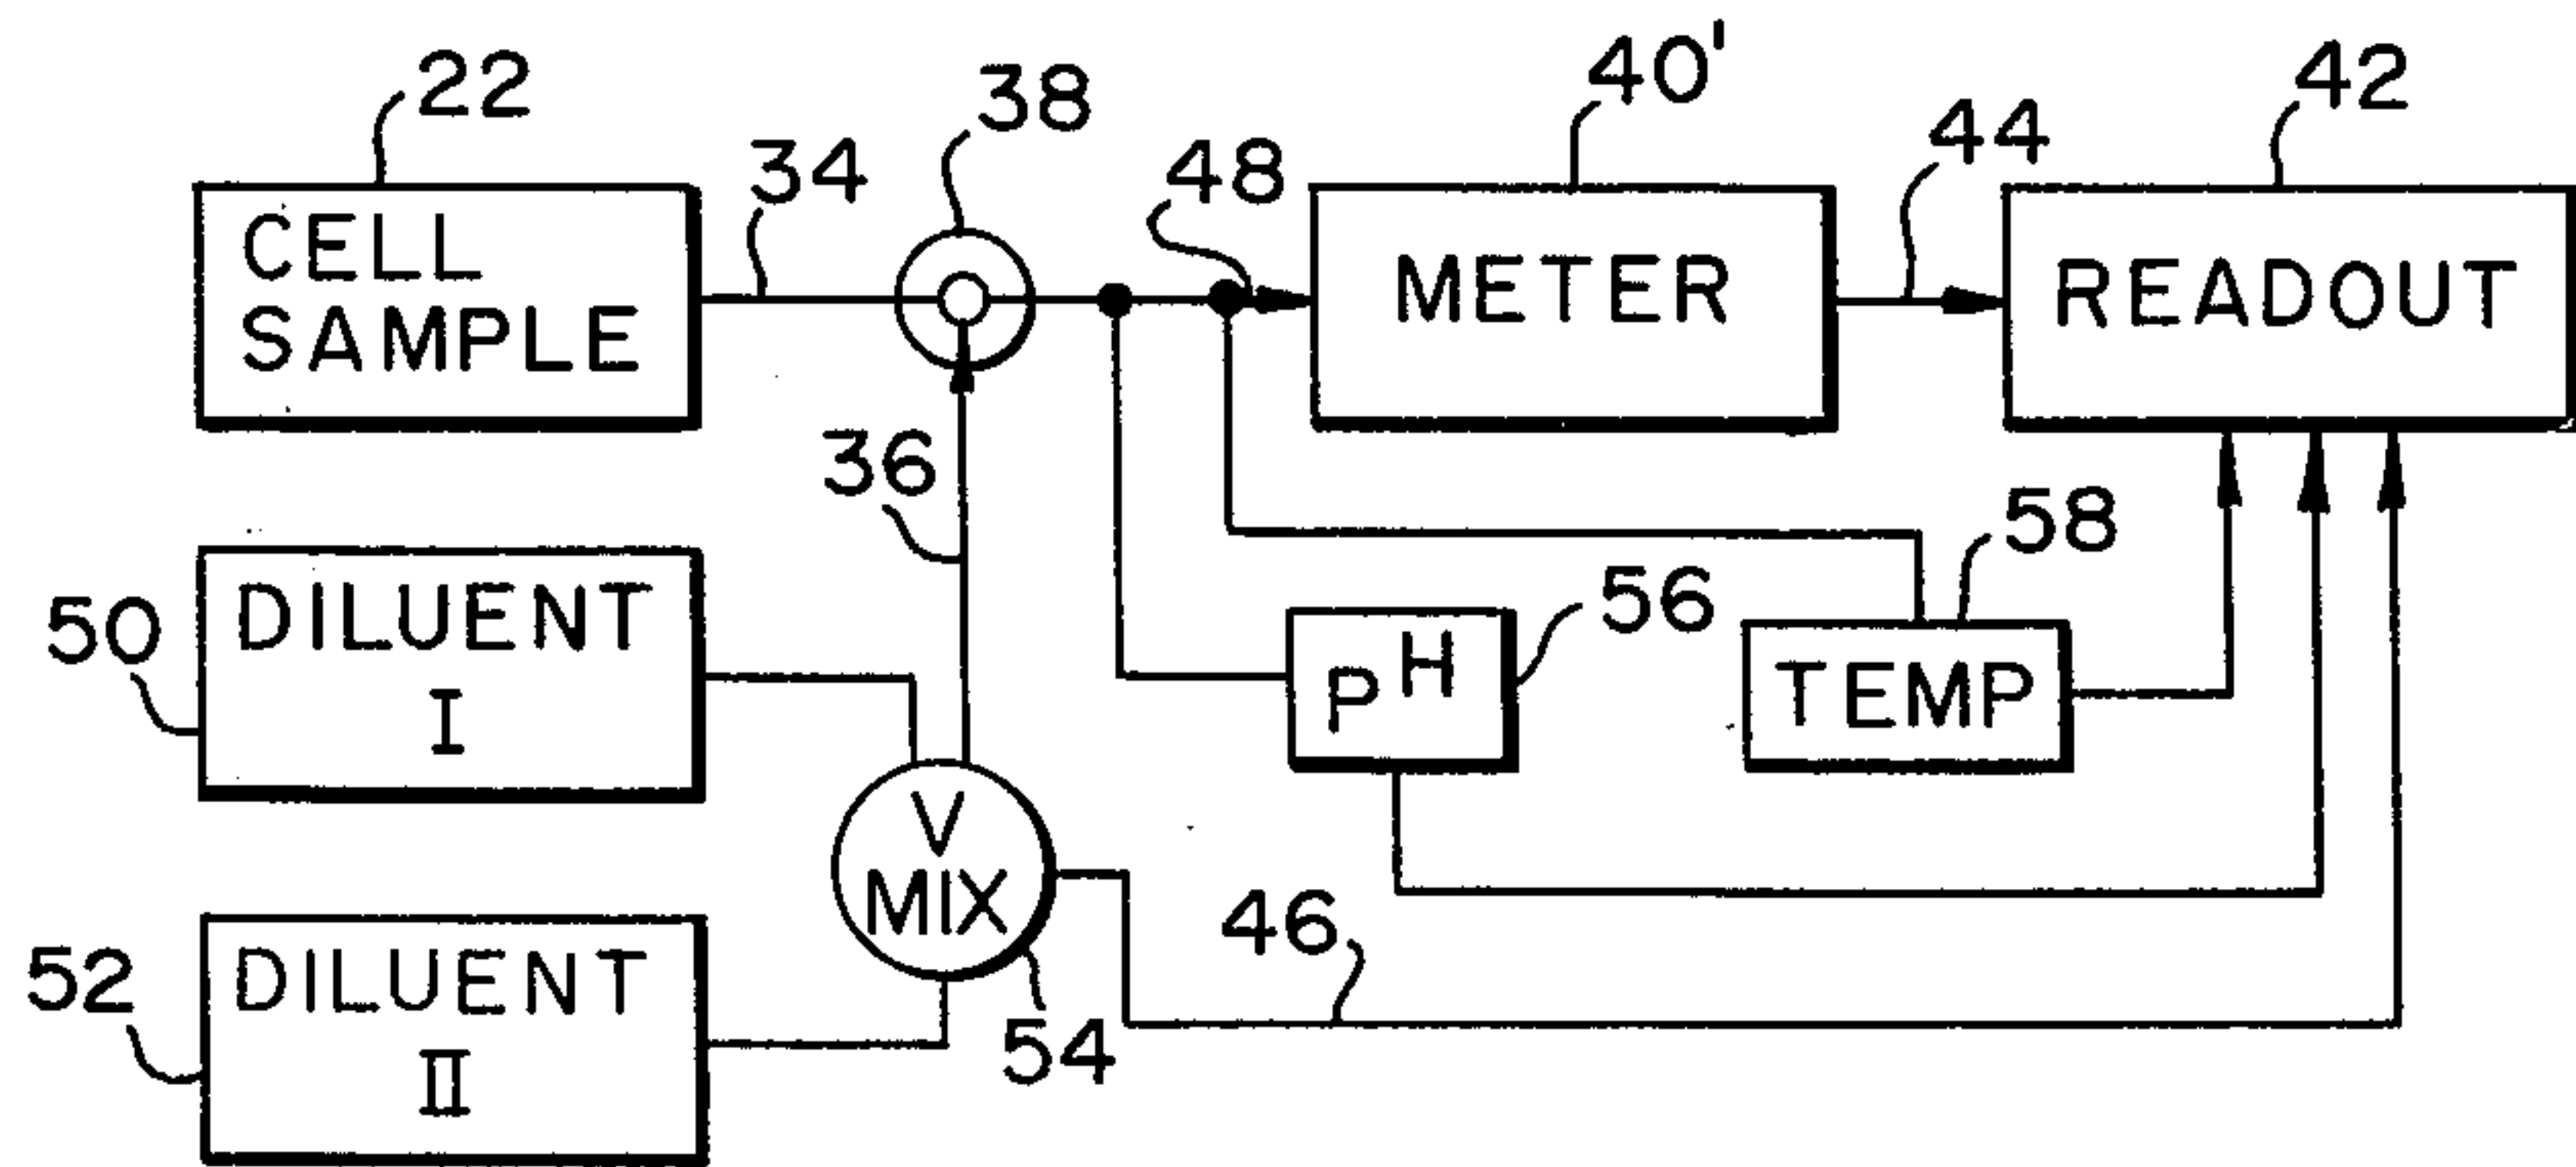 22
38
40'
42
34
48
44
CELL
SAMPLE
METER
READOUT
36
58
50
DILUENT
I
56
PH
TEMP
V
MIX
46
52
DILUENT
II
54